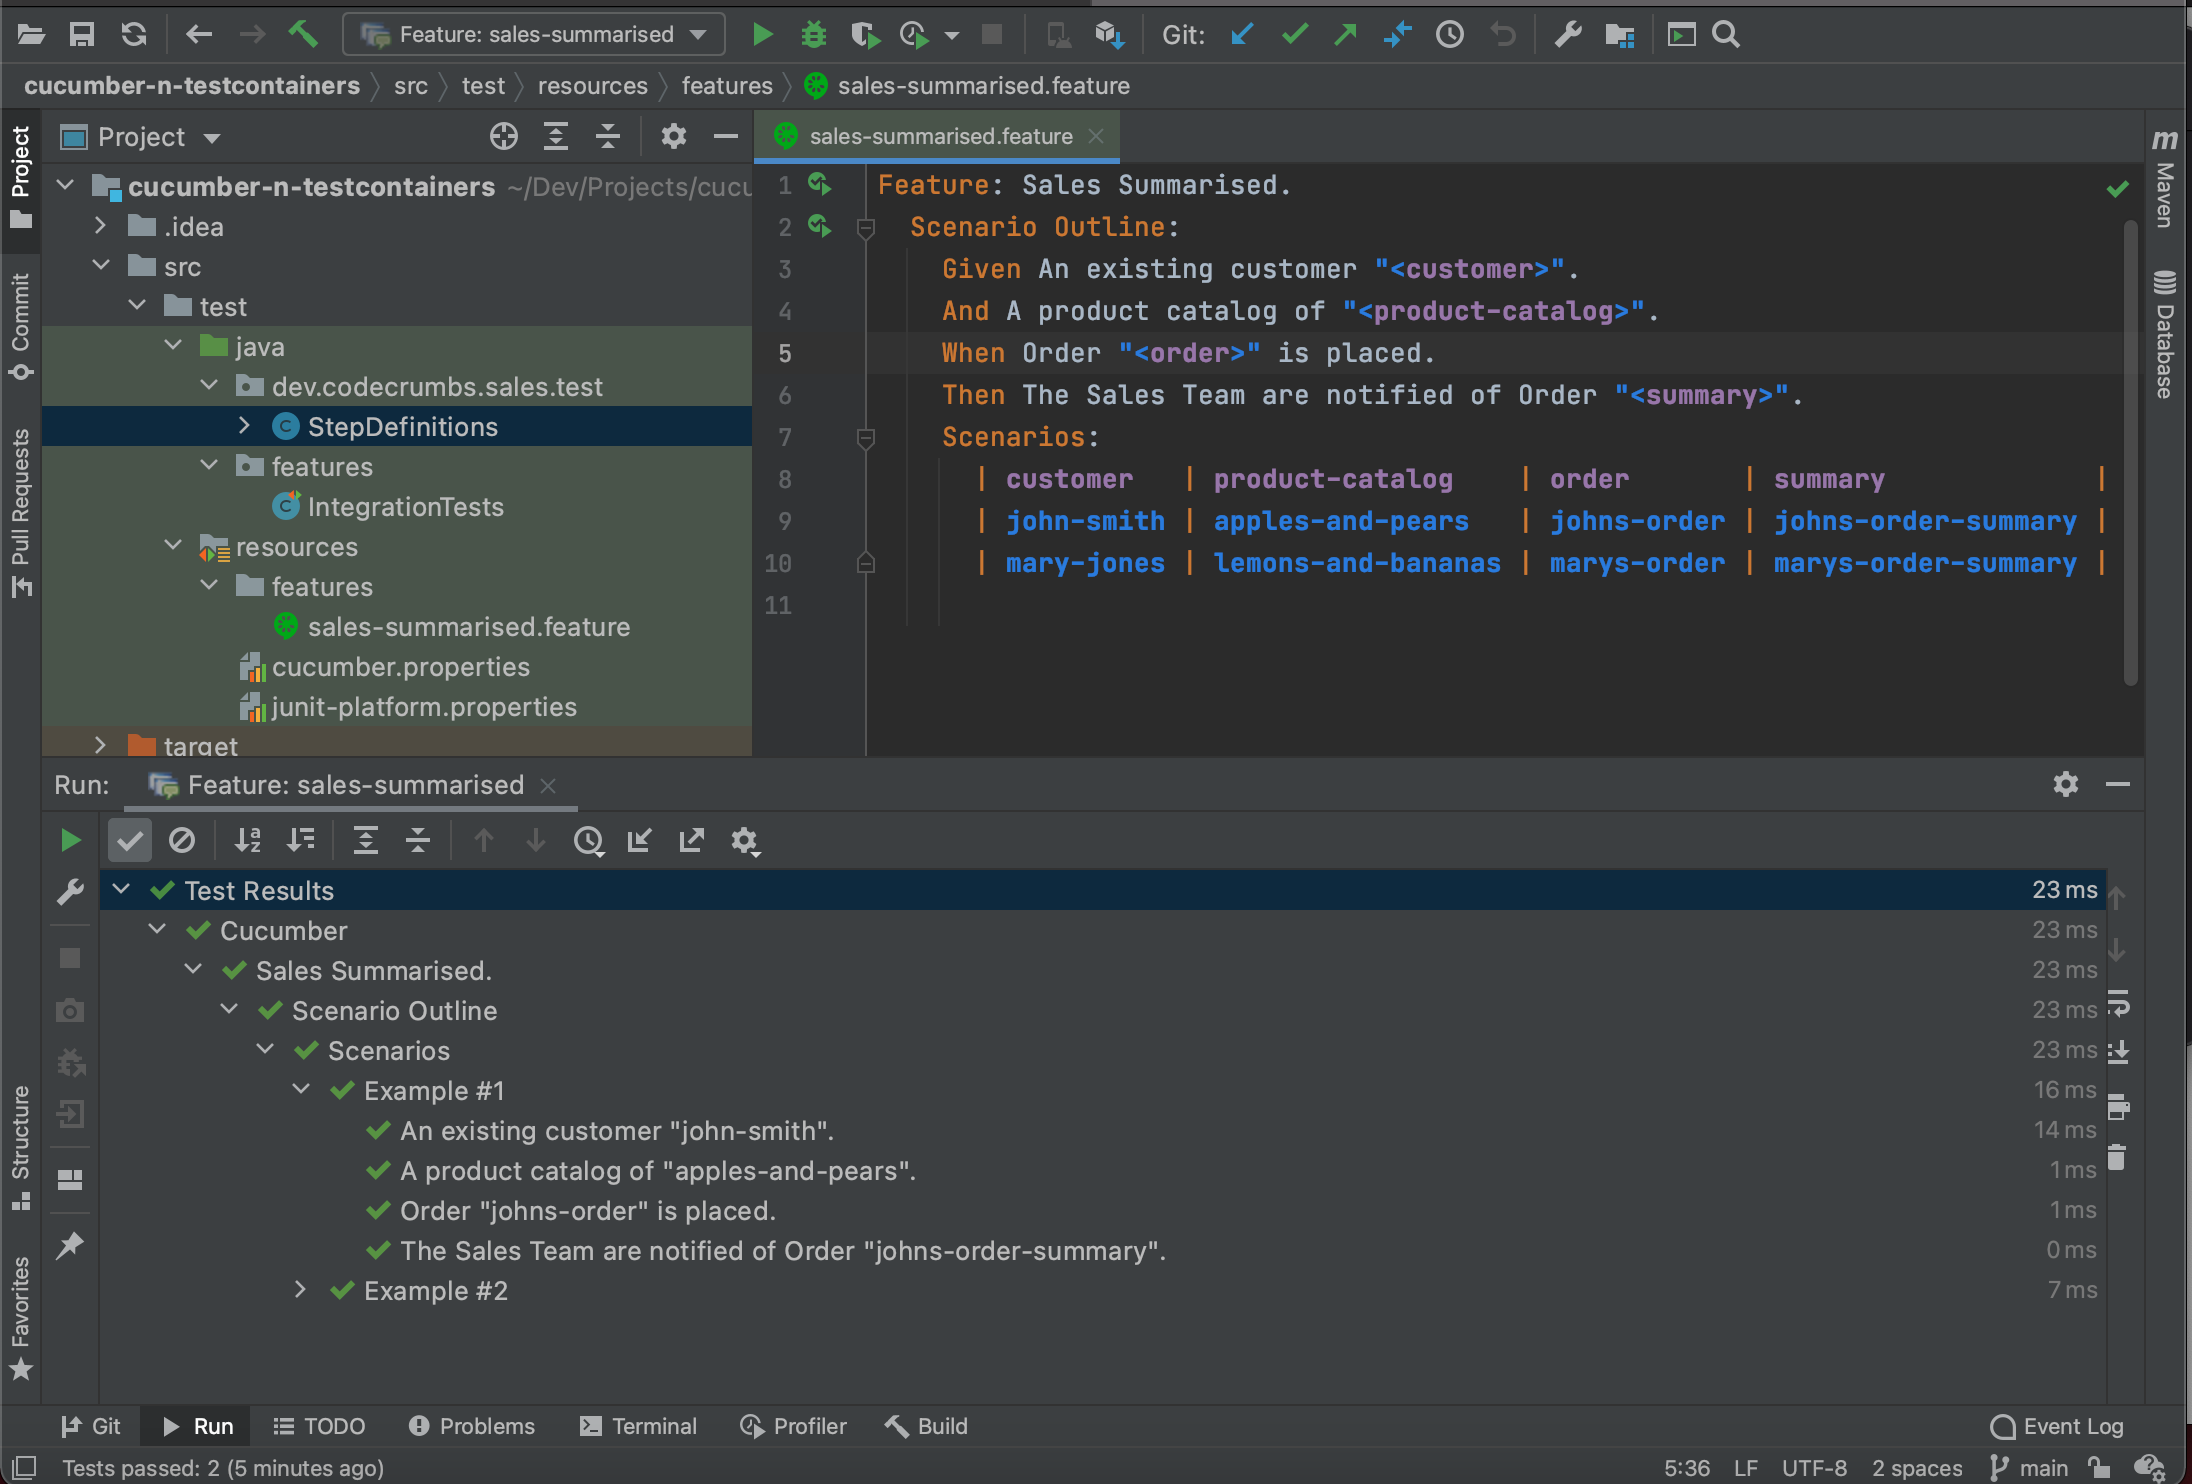 Feature: sales-summarised
Git:
cucumber-n-testcontainers
src
test
resources
features
sales-summarised.feature
Project
Commit
Pull Requests
Structure
Favorites
Project
cucumber-n-testcontainers ~/Dev/Projects/cucu
.idea
src
test
java
dev.codecrumbs.sales.test
StepDefinitions
features
IntegrationTests
resources
features
sales-summarised.feature
cucumber.properties
junit-platform.properties
target
sales-summarised.feature
1 Feature: Sales Summarised.
2 Scenario Outline:
3 Given An existing customer "<customer>".
4 And A product catalog of "<product-catalog>".
5 When Order "<order>" is placed.
6 Then The Sales Team are notified of Order "<summary>".
7 Scenarios:
8 | customer | product-catalog | order | summary |
9 | john-smith | apples-and-pears | johns-order | johns-order-summary |
10 | mary-jones | lemons-and-bananas | marys-order | marys-order-summary |
11
m
Maven
Database
Run: Feature: sales-summarised
Test Results 23 ms
Cucumber 23 ms
Sales Summarised. 23 ms
Scenario Outline 23 ms
Scenarios 23 ms
Example #1 16 ms
An existing customer "john-smith". 14 ms
A product catalog of "apples-and-pears". 1 ms
Order "johns-order" is placed. 1 ms
The Sales Team are notified of Order "johns-order-summary". 0 ms
Example #2 7 ms
Git Run TODO Problems Terminal Profiler Build Event Log
Tests passed: 2 (5 minutes ago) 5:36 LF UTF-8 2 spaces main